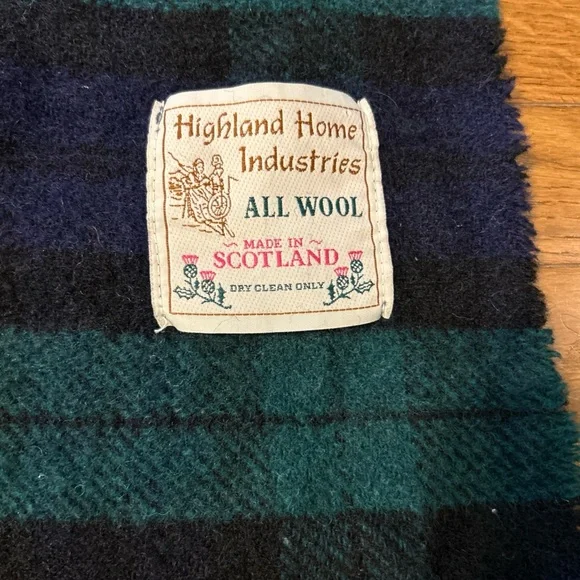 Highland Home
Industries
ALL WOOL
~ MADE IN ~
SCOTLAND
DRY CLEAN ONLY